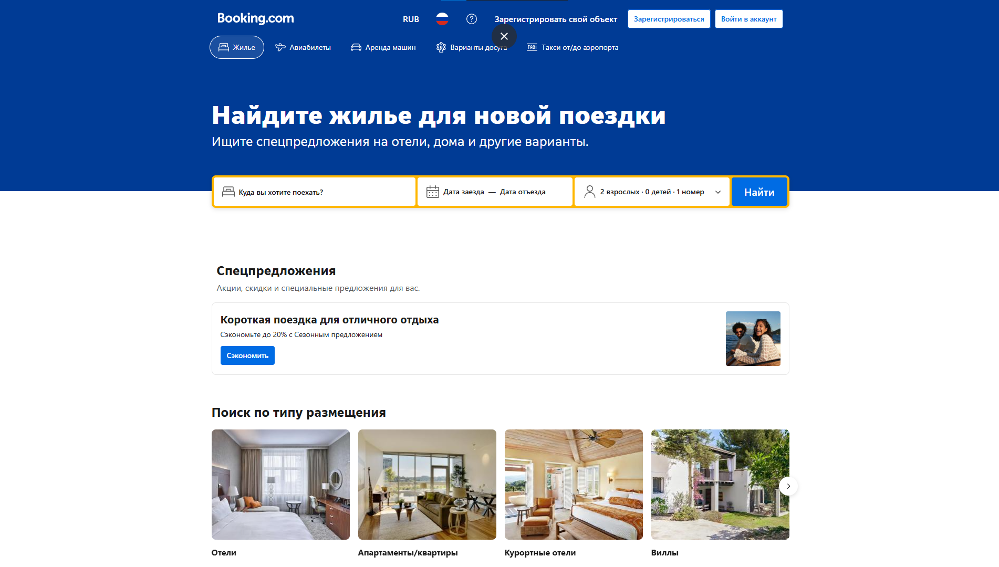 Booking.com
RUB
Зарегистрировать свой объект
Зарегистрироваться
Войти в аккаунт
Жилье
Авиабилеты
Аренда машин
Варианты досуга
TAXI Такси от/до аэропорта
Найдите жилье для новой поездки
Ищите спецпредложения на отели, дома и другие варианты.
Куда вы хотите поехать?
Дата заезда — Дата отъезда
2 взрослых · 0 детей · 1 номер
Найти
Спецпредложения
Акции, скидки и специальные предложения для вас.
Короткая поездка для отличного отдыха
Сэкономьте до 20% с Сезонным предложением
Сэкономить
Поиск по типу размещения
Отели
Апартаменты/квартиры
Курортные отели
Виллы